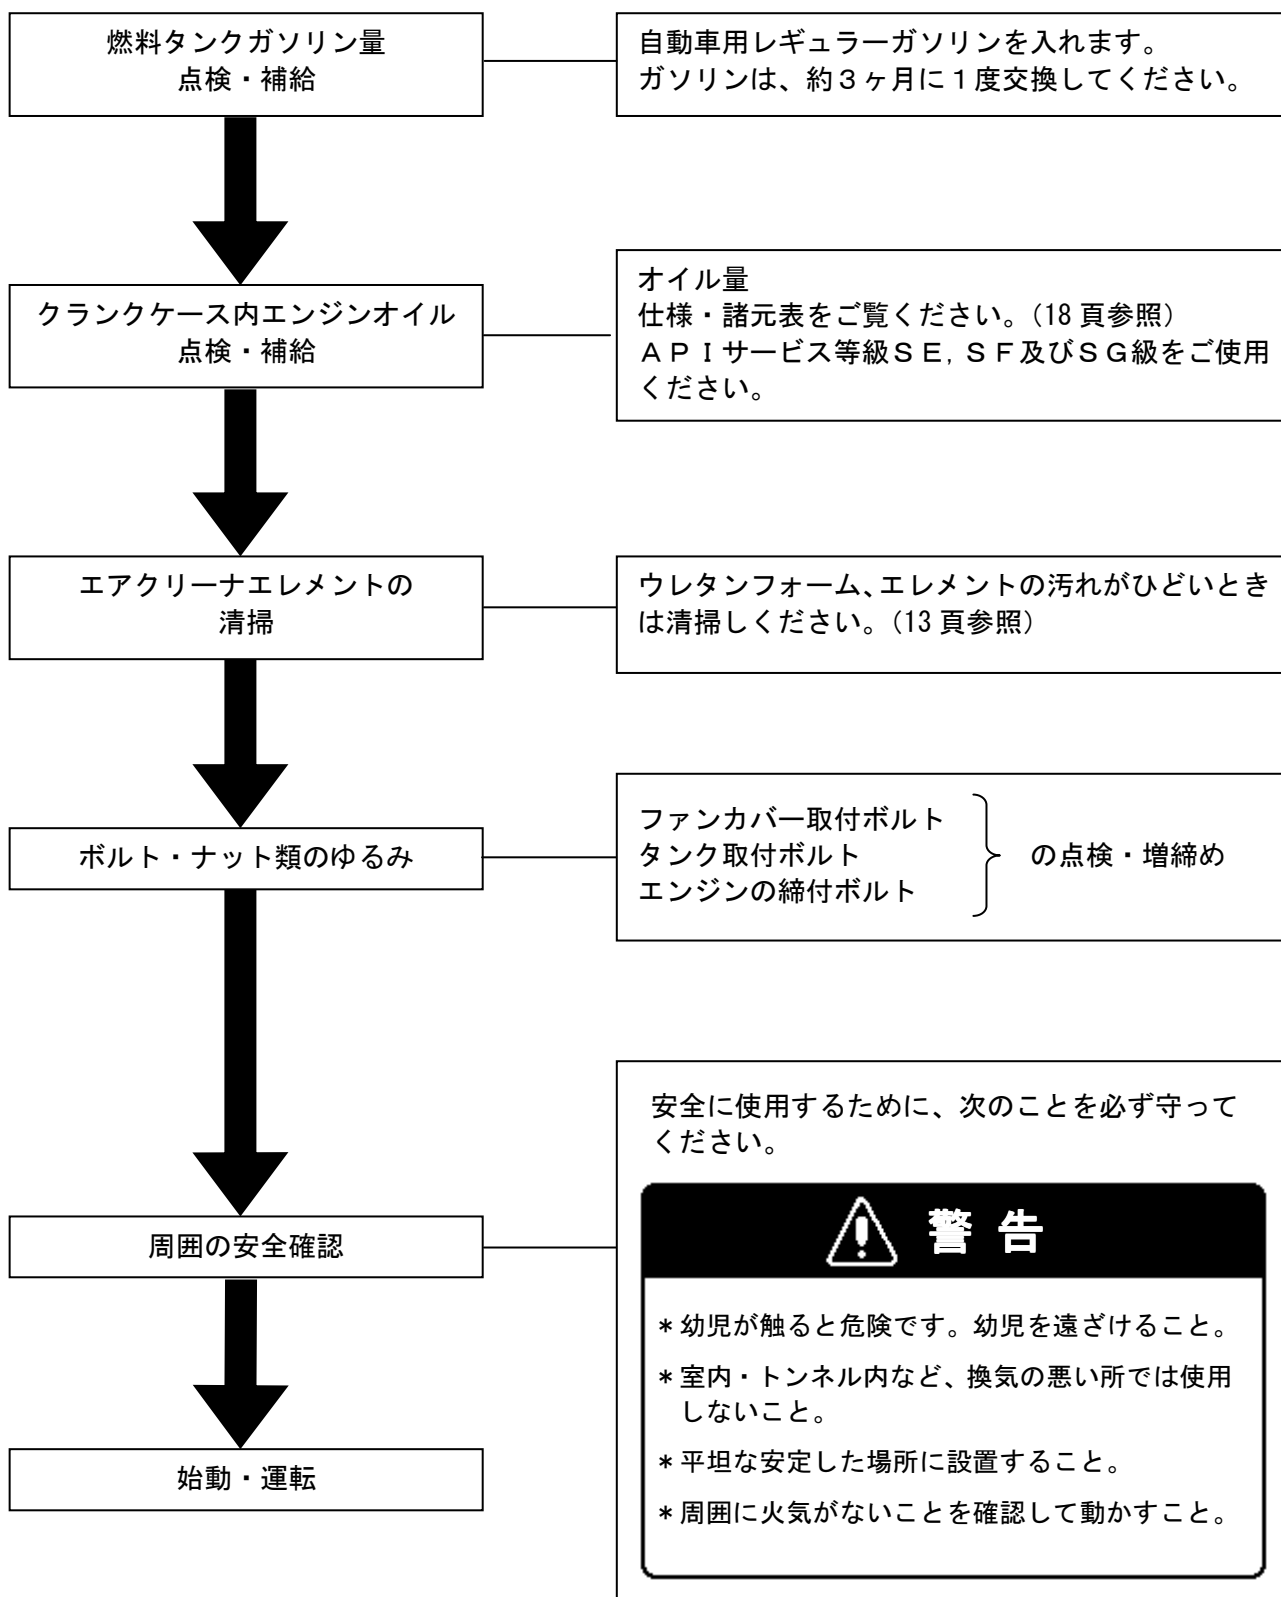 燃料タンクガソリン量
点検・補給
自動車用レギュラーガソリンを入れます。
ガソリンは、約３ヶ月に１度交換してください。
クランクケース内エンジンオイル
点検・補給
オイル量
仕様・諸元表をご覧ください。（18 頁参照）
ＡＰＩサービス等級ＳＥ，ＳＦ及びＳＧ級をご使用
ください。
エアクリーナエレメントの
清掃
ウレタンフォーム、エレメントの汚れがひどいとき
は清掃しください。（13 頁参照）
ボルト・ナット類のゆるみ
ファンカバー取付ボルト
タンク取付ボルト
エンジンの締付ボルト
の点検・増締め
周囲の安全確認
安全に使用するために、次のことを必ず守って
ください。
警 告
＊幼児が触ると危険です。幼児を遠ざけること。
＊室内・トンネル内など、換気の悪い所では使用
しないこと。
＊平坦な安定した場所に設置すること。
＊周囲に火気がないことを確認して動かすこと。
始動・運転